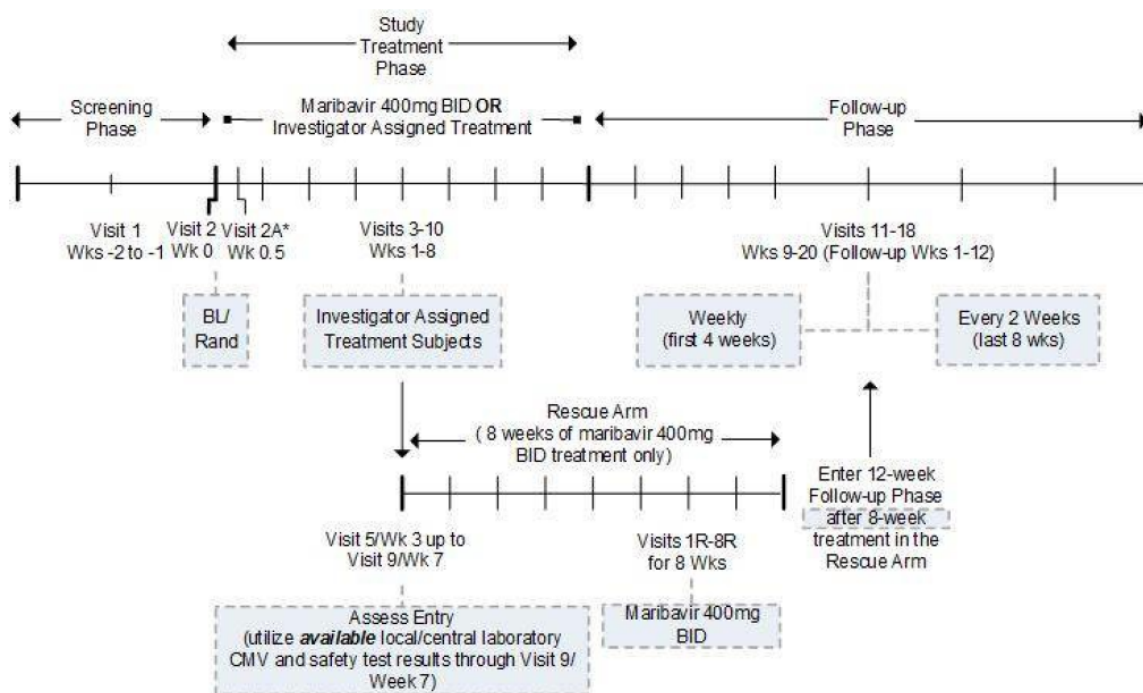 Study
Treatment
Phase
Screening
Phase
Maribavir 400mg BID OR
Investigator Assigned Treatment
Follow-up
Phase
Visit 1
Wks -2 to -1
Visit 2
Wk 0
Visit 2A*
Wk 0.5
Visits 3-10
Wks 1-8
Visits 11-18
Wks 9-20 (Follow-up Wks 1-12)
BL/
Rand
Investigator Assigned
Treatment Subjects
Weekly
(first 4 weeks)
Every 2 Weeks
(last 8 wks)
Rescue Arm
( 8 weeks of maribavir 400mg
BID treatment only)
Enter 12-week
Follow-up Phase
after 8-week
treatment in the
Rescue Arm
Visit 5/Wk 3 up to
Visit 9/Wk 7
Visits 1R-8R
for 8 Wks
Assess Entry
(utilize available local/central laboratory
CMV and safety test results through Visit 9/
Week 7)
Maribavir 400mg
BID